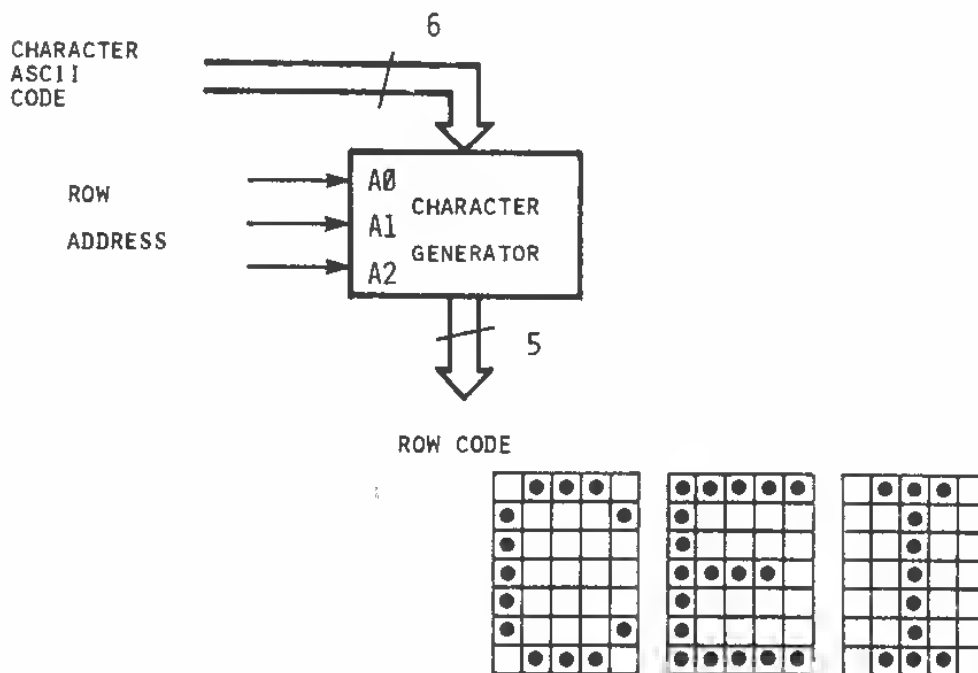 6
CHARACTER
ASCII
CODE
A0
ROW
CHARACTER
A1
ADDRESS
GENERATOR
A2
5
ROW CODE